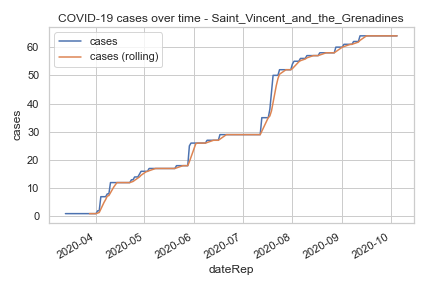 COVID-19 cases over time - Saint_Vincent_and_the_Grenadines
cases
cases (rolling)
60
50
40
30
20
10
0
cases
2020-04
2020-05
2020-06
2020-07
2020-08
2020-09
2020-10
dateRep